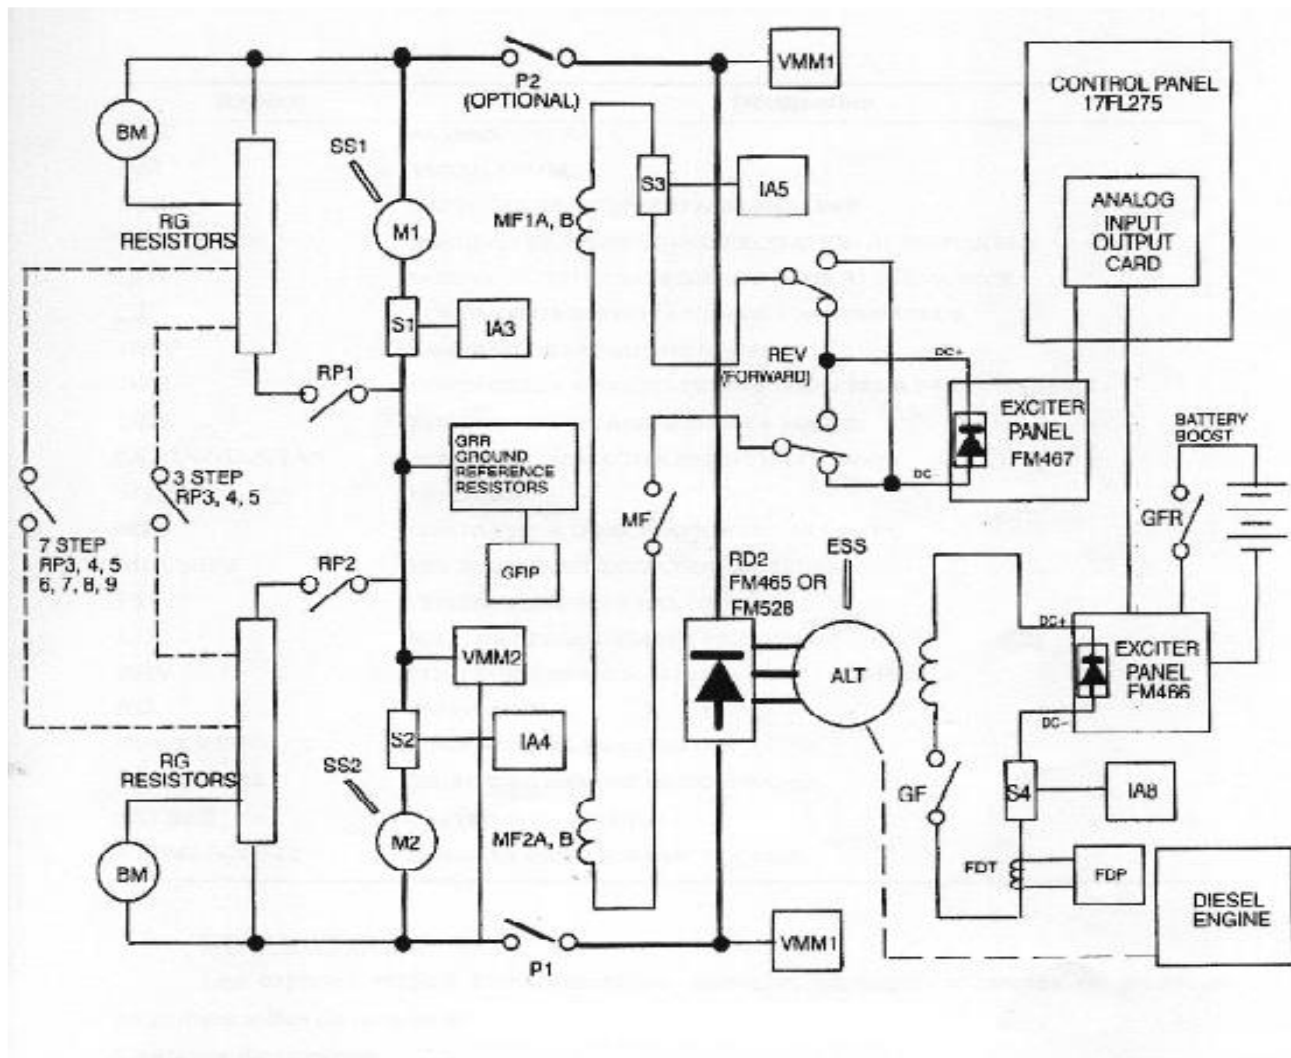 P2
(OPTIONAL)
VMM1
CONTROL PANEL
17FL275
ANALOG
INPUT
OUTPUT
CARD
BM
SS1
RG
RESISTORS
M1
MF1A, B
S3
IA5
S1
IA3
RP1
REV
(FORWARD)
DC+
DC-
EXCITER
PANEL
FM467
BATTERY
BOOST
GRR
GROUND
REFERENCE
RESISTORS
3 STEP
RP3, 4, 5
7 STEP
RP3, 4, 5
6, 7, 8, 9
MF
GFR
RP2
GFIP
RD2
FM465 OR
FM528
ESS
ALT
DC+
DC-
EXCITER
PANEL
FM466
VMM2
S2
IA4
RG
RESISTORS
SS2
M2
MF2A, B
GF
S4
IA8
FDT
FDP
BM
DIESEL
ENGINE
P1
VMM1